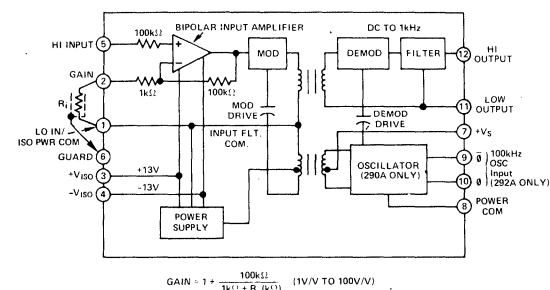 BIPOLAR INPUT AMPLIFIER
DC TO 1kHz
100kΩ
HI INPUT 5
+
−
MOD
DEMOD
FILTER
12 HI OUTPUT
GAIN 2
1kΩ
100kΩ
Ri
MOD DRIVE
DEMOD DRIVE
11 LOW OUTPUT
LO IN/ ISO PWR COM 1
INPUT FLT. COM.
7 +VS
GUARD 6
OSCILLATOR (290A ONLY)
9 Ø 100kHz OSC
10 Ø Input (292A ONLY)
+VISO 3 +13V
−VISO 4 -13V
8 POWER COM
POWER SUPPLY
GAIN = 1 + 100kΩ / 1kΩ + Ri (kΩ) (1V/V TO 100V/V)